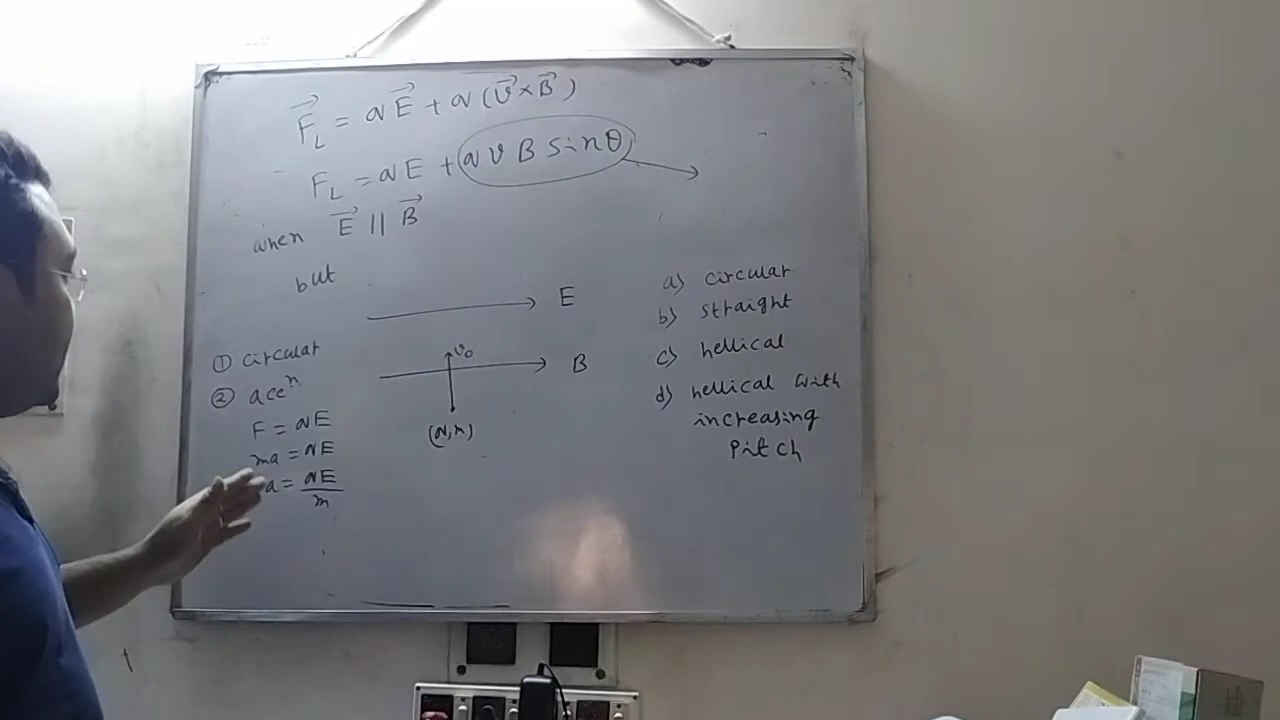 F⃗L = qE⃗ + q(v⃗ × B⃗)
FL = qE + qvB sinθ
when E⃗ || B⃗
but
E
B
v₀
(q,m)
① circular
② accⁿ
F = qE
ma = qE
a = qE/m
a) circular
b) straight
c) hellical
d) hellical with
increasing
Pitch